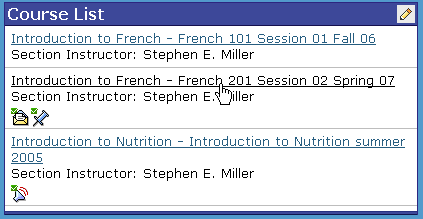 Course List
Introduction to French - French 101 Session 01 Fall 06
Section Instructor: Stephen E. Miller
Introduction to French - French 201 Session 02 Spring 07
Section Instructor: Stephen E. Miller
Introduction to Nutrition - Introduction to Nutrition summer
2005
Section Instructor: Stephen E. Miller